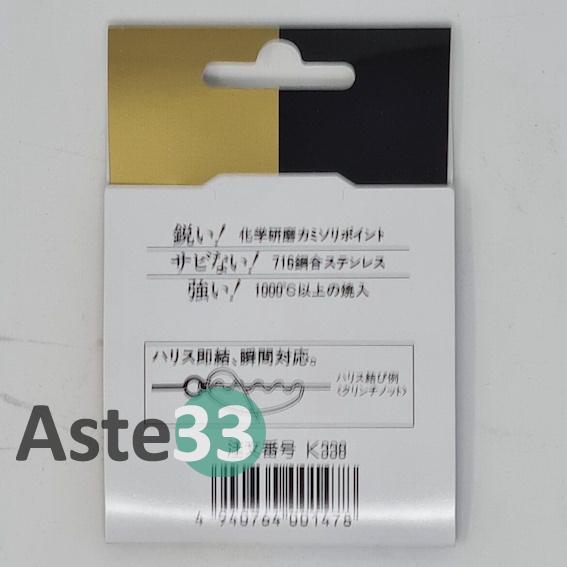 鋭い! 化学研磨カミソリポイント
サビない! 716鋼合ステンレス
強い! 1000°C以上の焼入
ハリス即結、瞬間対応。
ハリス結び例
(クリンチノット)
Aste33
注文番号 K338
4 940764 001478